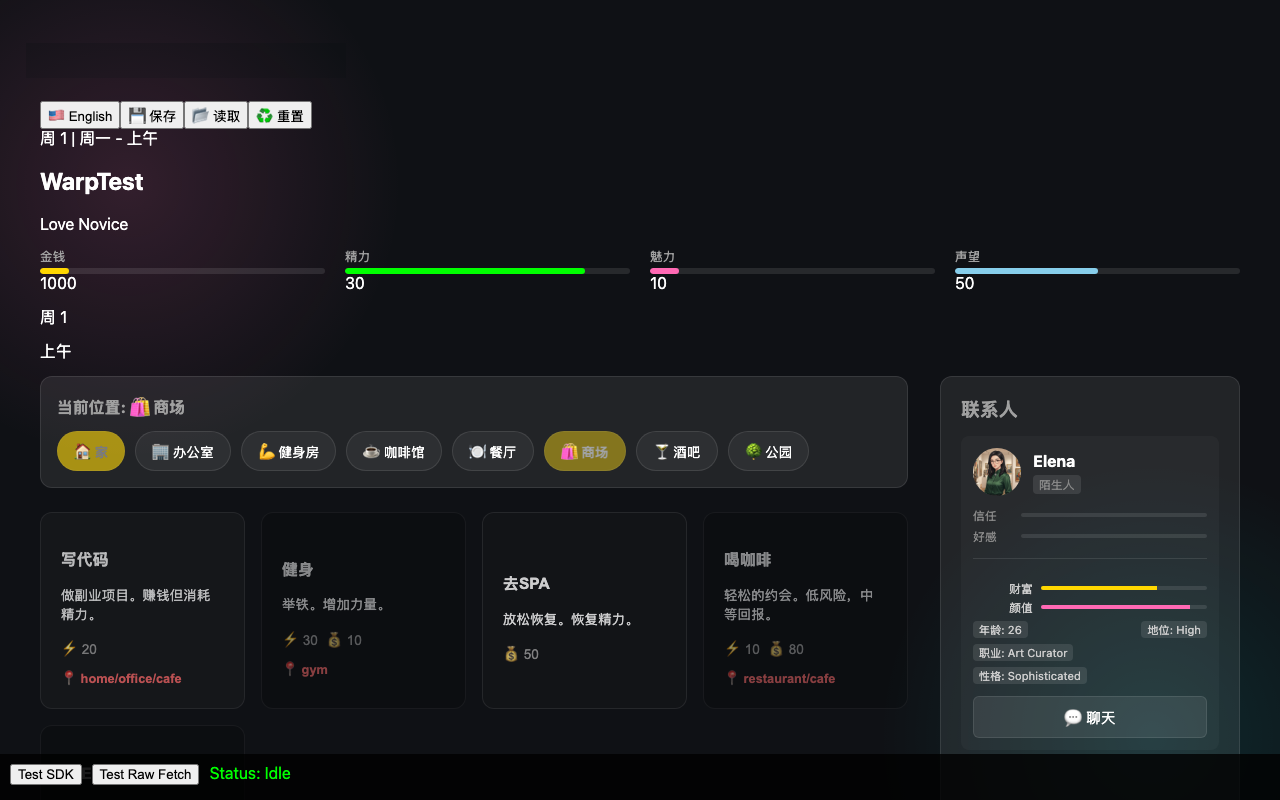 English 保存 读取 重置
周 1 | 周一 - 上午
WarpTest
Love Novice
金钱 精力 魅力 声望
1000 30 10 50
周 1
上午
当前位置: 商场
家 办公室 健身房 咖啡馆 餐厅 商场 酒吧 公园
写代码
做副业项目。赚钱但消耗
精力。
20
home/office/cafe
健身
举铁。增加力量。
30 10
gym
去SPA
放松恢复。恢复精力。
50
喝咖啡
轻松的约会。低风险，中
等回报。
10 80
restaurant/cafe
联系人
Elena
陌生人
信任
好感
财富
颜值
年龄: 26 地位: High
职业: Art Curator
性格: Sophisticated
聊天
Test SDK Test Raw Fetch Status: Idle